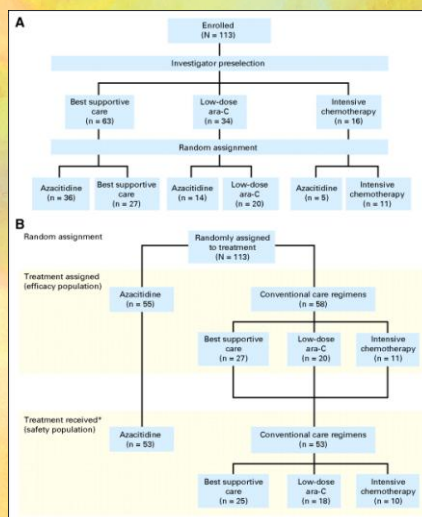 A
Enrolled
(N = 113)
Investigator preselection
Best supportive
care
(n = 63)
Low-dose
ara-C
(n = 34)
Intensive
chemotherapy
(n = 16)
Random assignment
Azacitidine
(n = 36)
Best supportive
care
(n = 27)
Azacitidine
(n = 14)
Low-dose
ara-C
(n = 20)
Azacitidine
(n = 5)
Intensive
chemotherapy
(n = 11)
B
Random assignment
Randomly assigned
to treatment
(N = 113)
Treatment assigned
(efficacy population)
Azacitidine
(n = 55)
Conventional care regimens
(n = 58)
Best supportive
care
(n = 27)
Low-dose
ara-C
(n = 20)
Intensive
chemotherapy
(n = 11)
Treatment received*
(safety population)
Azacitidine
(n = 53)
Conventional care regimens
(n = 53)
Best supportive
care
(n = 25)
Low-dose
ara-C
(n = 18)
Intensive
chemotherapy
(n = 10)